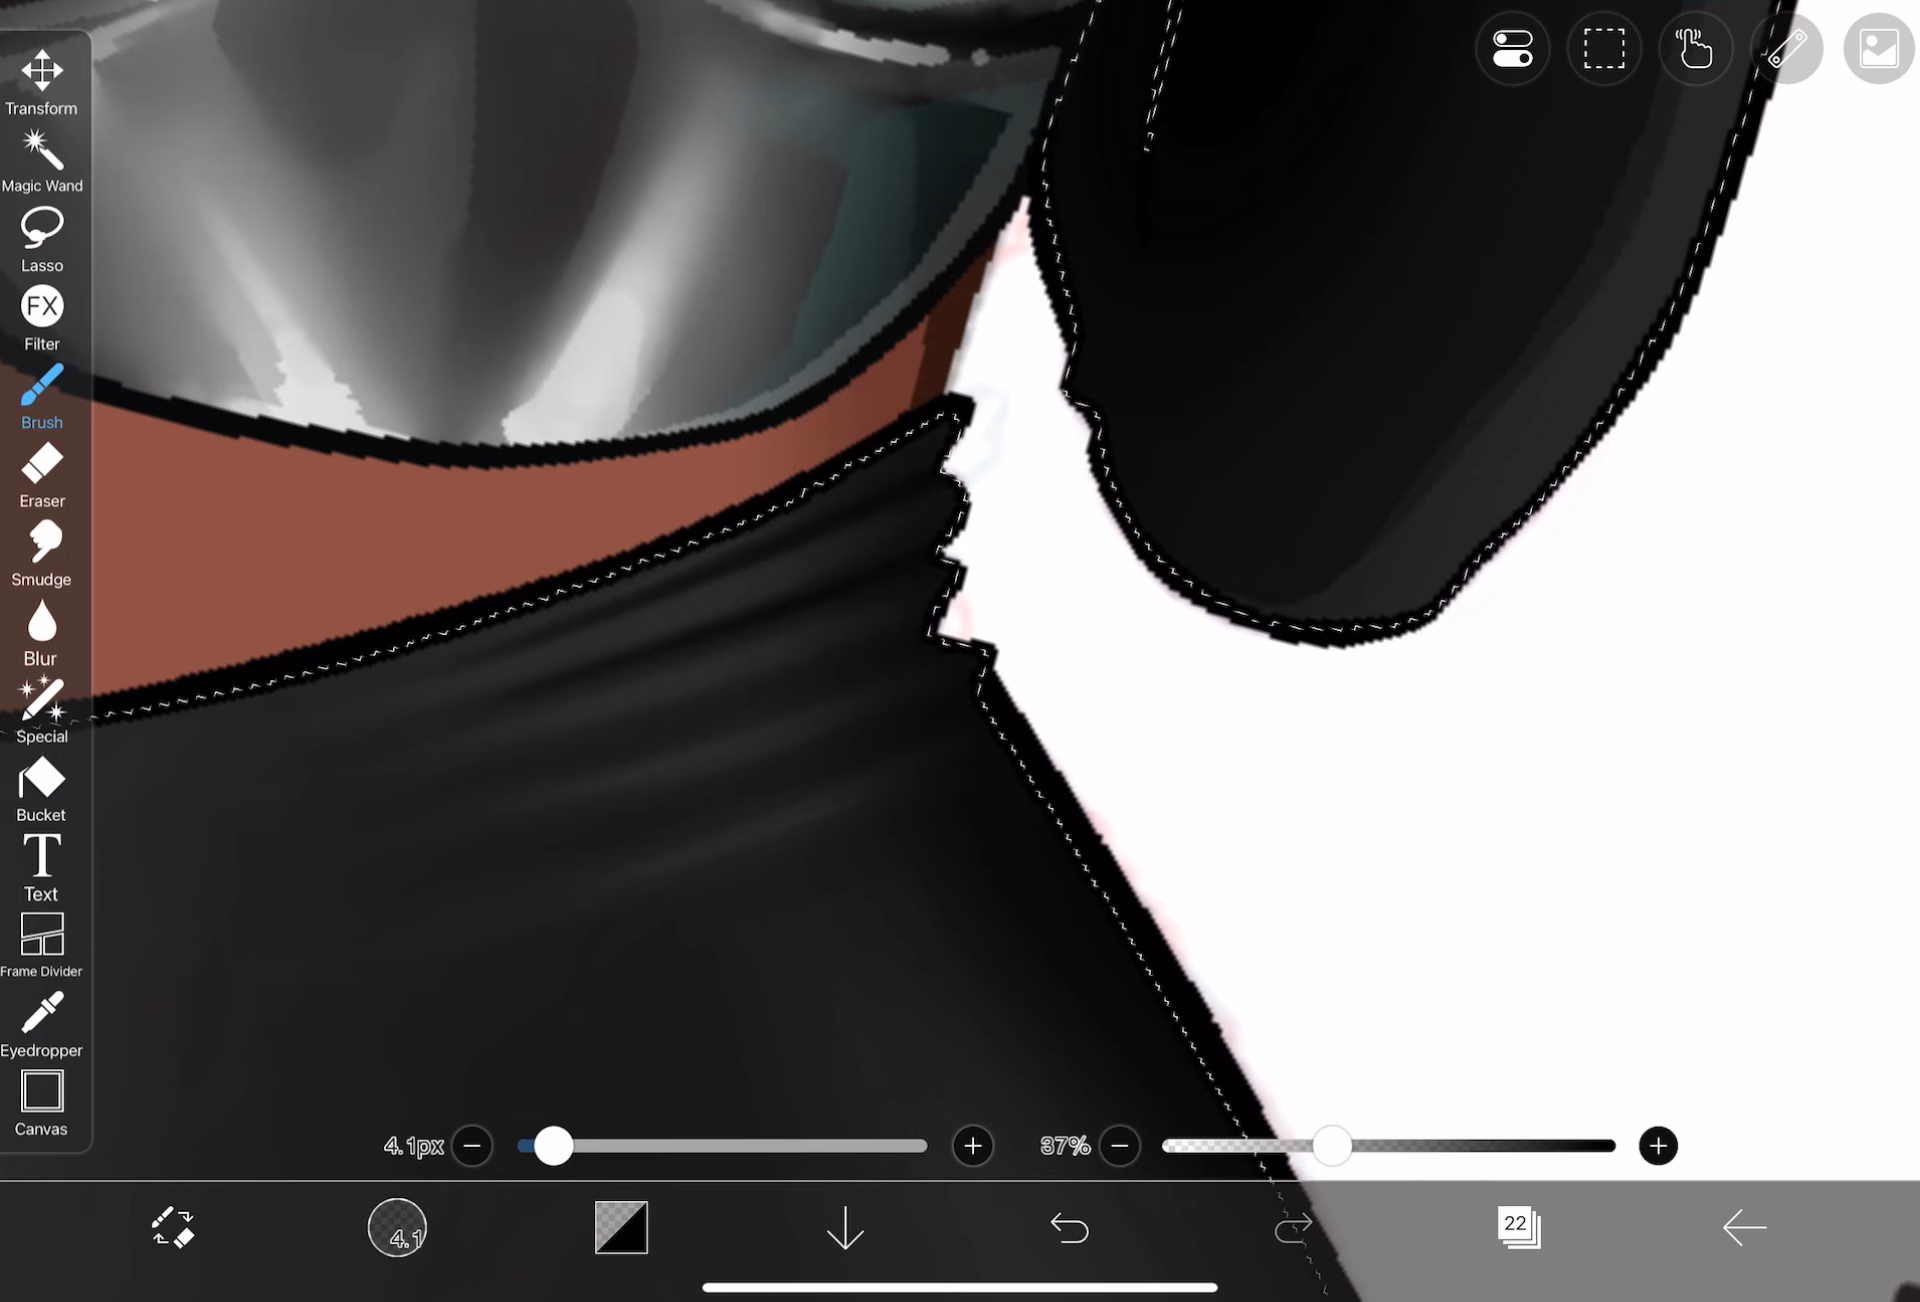 Transform
Magic Wand
Lasso
FX
Filter
Brush
Eraser
Smudge
Blur
Special
Bucket
T
Text
Frame Divider
Eyedropper
Canvas
4.1px
37%
4.1
22